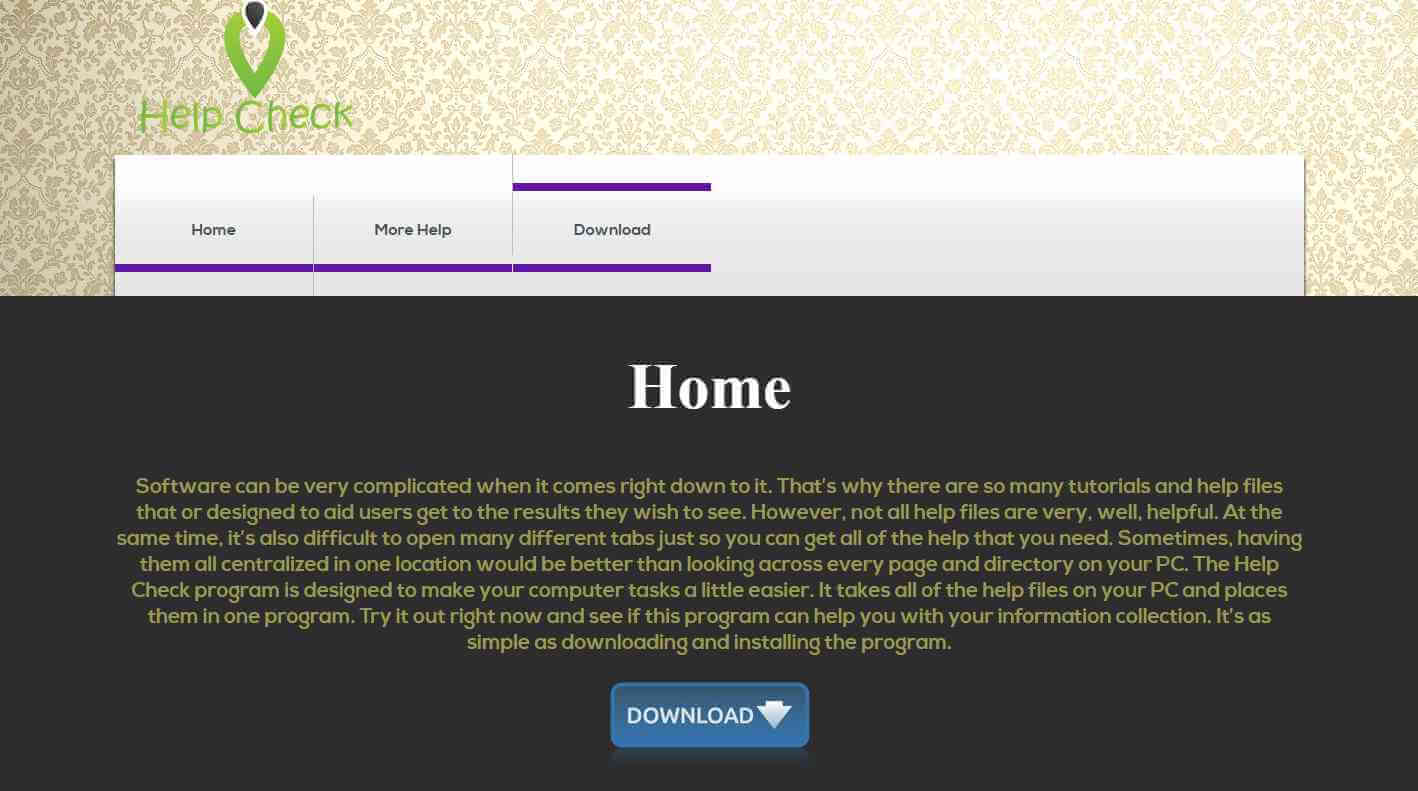 Help Check
Home
More Help
Download
Home
Software can be very complicated when it comes right down to it. That's why there are so many tutorials and help files
that or designed to aid users get to the results they wish to see. However, not all help files are very, well, helpful. At the
same time, it's also difficult to open many different tabs just so you can get all of the help that you need. Sometimes, having
them all centralized in one location would be better than looking across every page and directory on your PC. The Help
Check program is designed to make your computer tasks a little easier. It takes all of the help files on your PC and places
them in one program. Try it out right now and see if this program can help you with your information collection. It's as
simple as downloading and installing the program.
DOWNLOAD